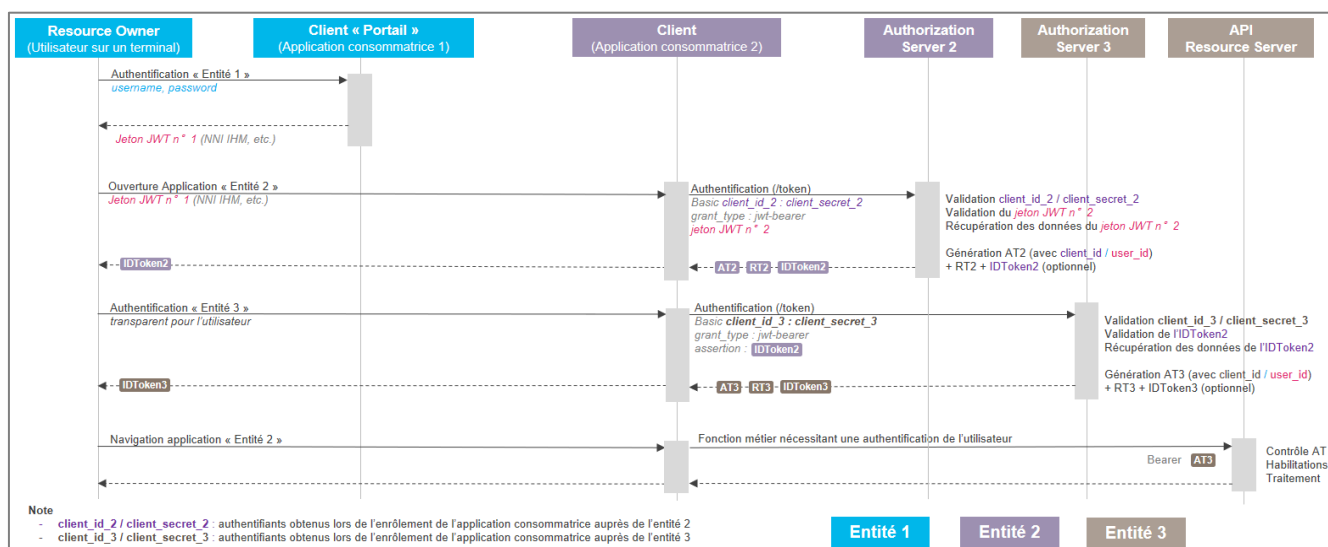 Resource Owner
(Utilisateur sur un terminal)
Client « Portail »
(Application consommatrice 1)
Client
(Application consommatrice 2)
Authorization
Server 2
Authorization
Server 3
API
Resource Server
Authentification « Entité 1 »
username, password
Jeton JWT n° 1 (NNI IHM, etc.)
Ouverture Application « Entité 2 »
Jeton JWT n° 1 (NNI IHM, etc.)
Authentification (/token)
Basic client_id_2 : client_secret_2
grant_type : jwt-bearer
jeton JWT n° 2
Validation client_id_2 / client_secret_2
Validation du jeton JWT n° 2
Récupération des données du jeton JWT n° 2
Génération AT2 (avec client_id / user_id)
+ RT2 + IDToken2 (optionnel)
IDToken2
AT2 RT2 IDToken2
Authentification « Entité 3 »
transparent pour l'utilisateur
Authentification (/token)
Basic client_id_3 : client_secret_3
grant_type : jwt-bearer
assertion : IDToken2
Validation client_id_3 / client_secret_3
Validation de l'IDToken2
Récupération des données de l'IDToken2
Génération AT3 (avec client_id / user_id)
+ RT3 + IDToken3 (optionnel)
IDToken3
AT3 RT3 IDToken3
Navigation application « Entité 2 »
Fonction métier nécessitant une authentification de l'utilisateur
Bearer AT3
Contrôle AT
Habilitations
Traitement
Note
- client_id_2 / client_secret_2 : authentifiants obtenus lors de l'enrôlement de l'application consommatrice auprès de l'entité 2
- client_id_3 / client_secret_3 : authentifiants obtenus lors de l'enrôlement de l'application consommatrice auprès de l'entité 3
Entité 1
Entité 2
Entité 3